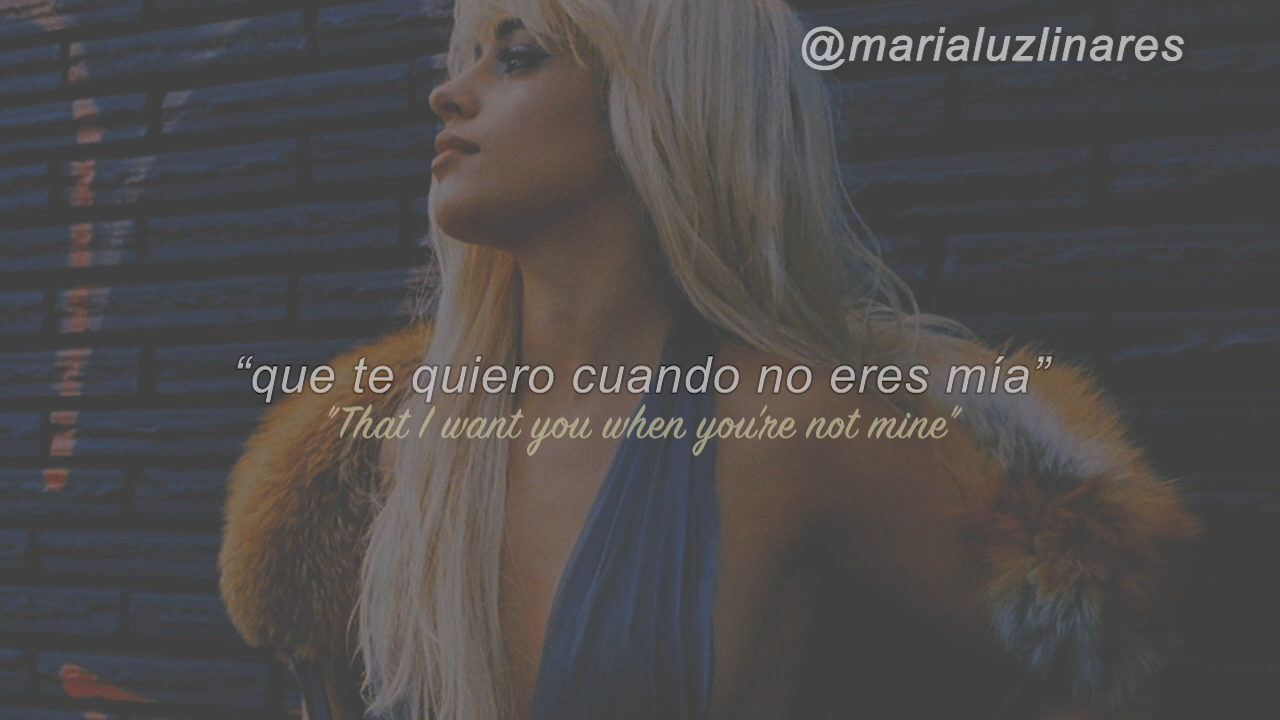 @marialuzlinares
“que te quiero cuando no eres mía”
"That I want you when you're not mine"